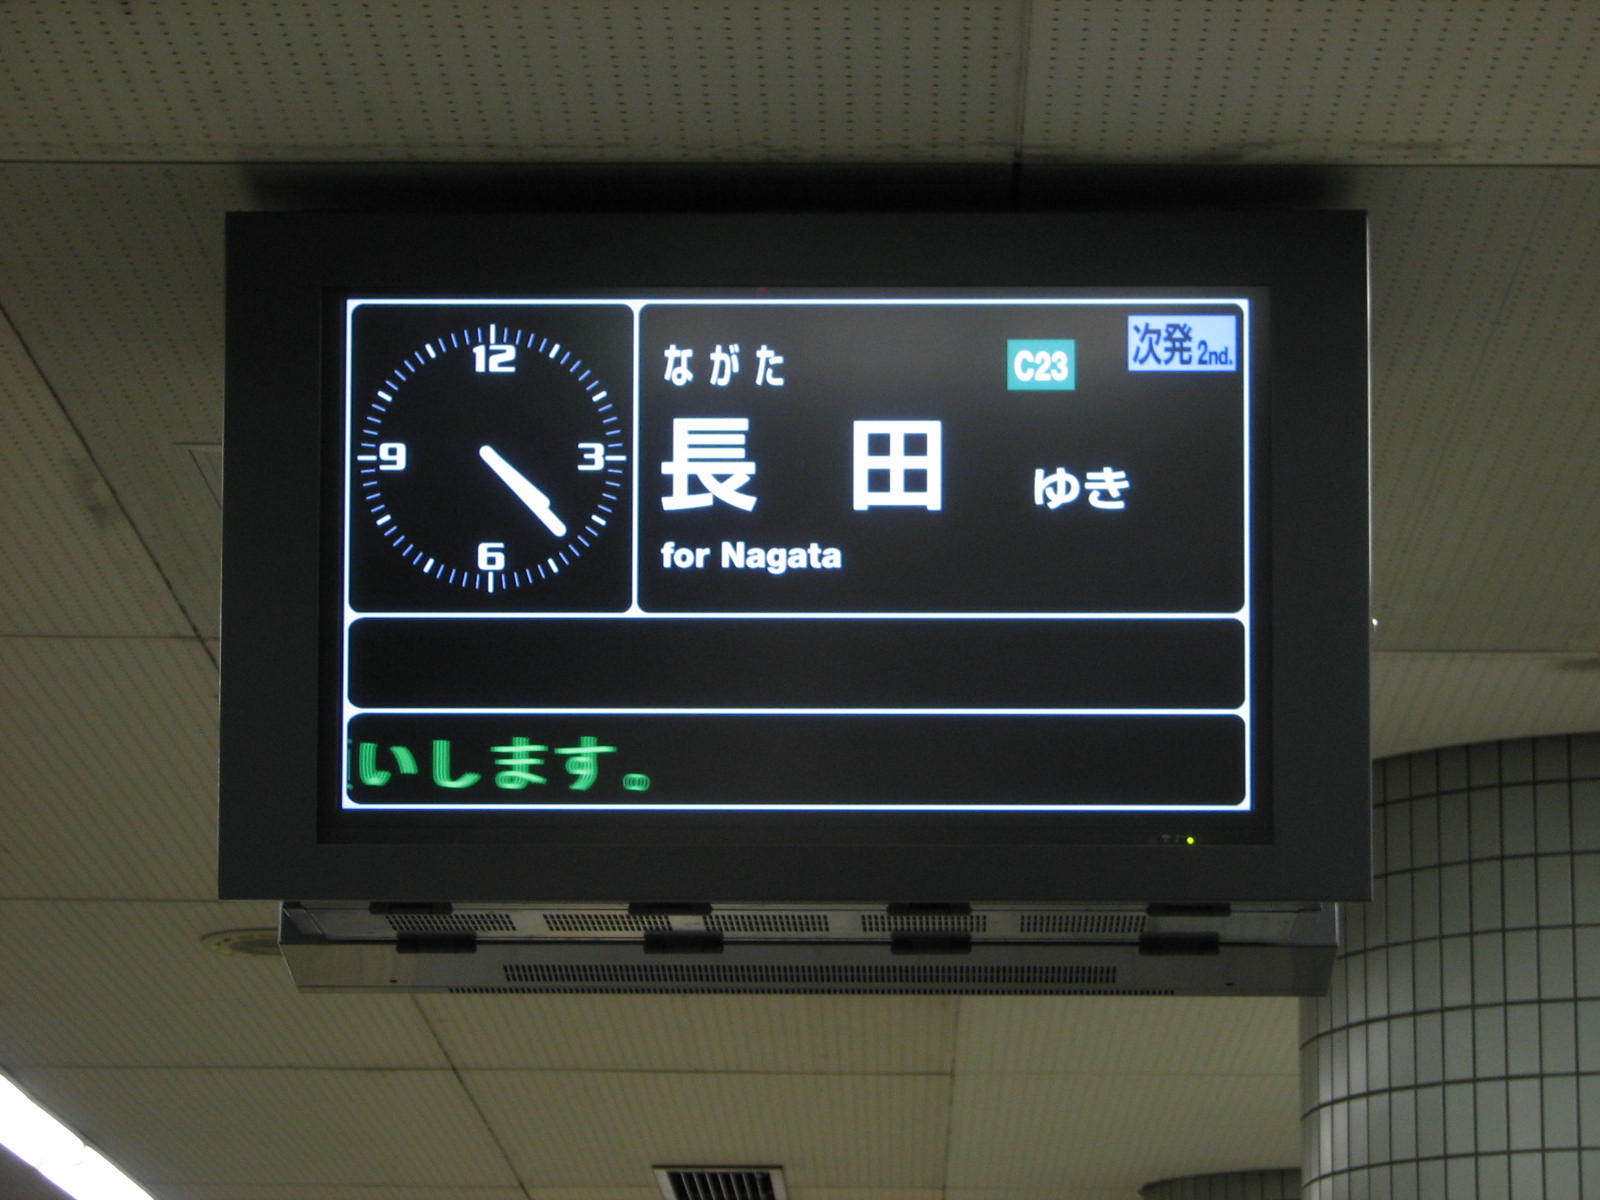 12
9 3
6
ながた C23 次発 2nd.
長田 ゆき
for Nagata
いします。